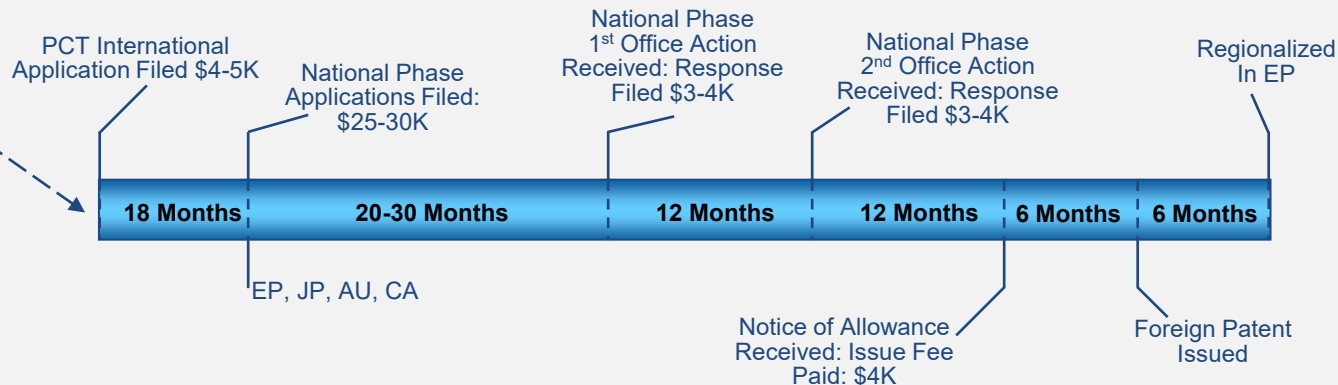 PCT International
Application Filed $4-5K
National Phase
Applications Filed:
$25-30K
National Phase
1st Office Action
Received: Response
Filed $3-4K
National Phase
2nd Office Action
Received: Response
Filed $3-4K
Regionalized
In EP
18 Months
20-30 Months
12 Months
12 Months
6 Months
6 Months
EP, JP, AU, CA
Notice of Allowance
Received: Issue Fee
Paid: $4K
Foreign Patent
Issued